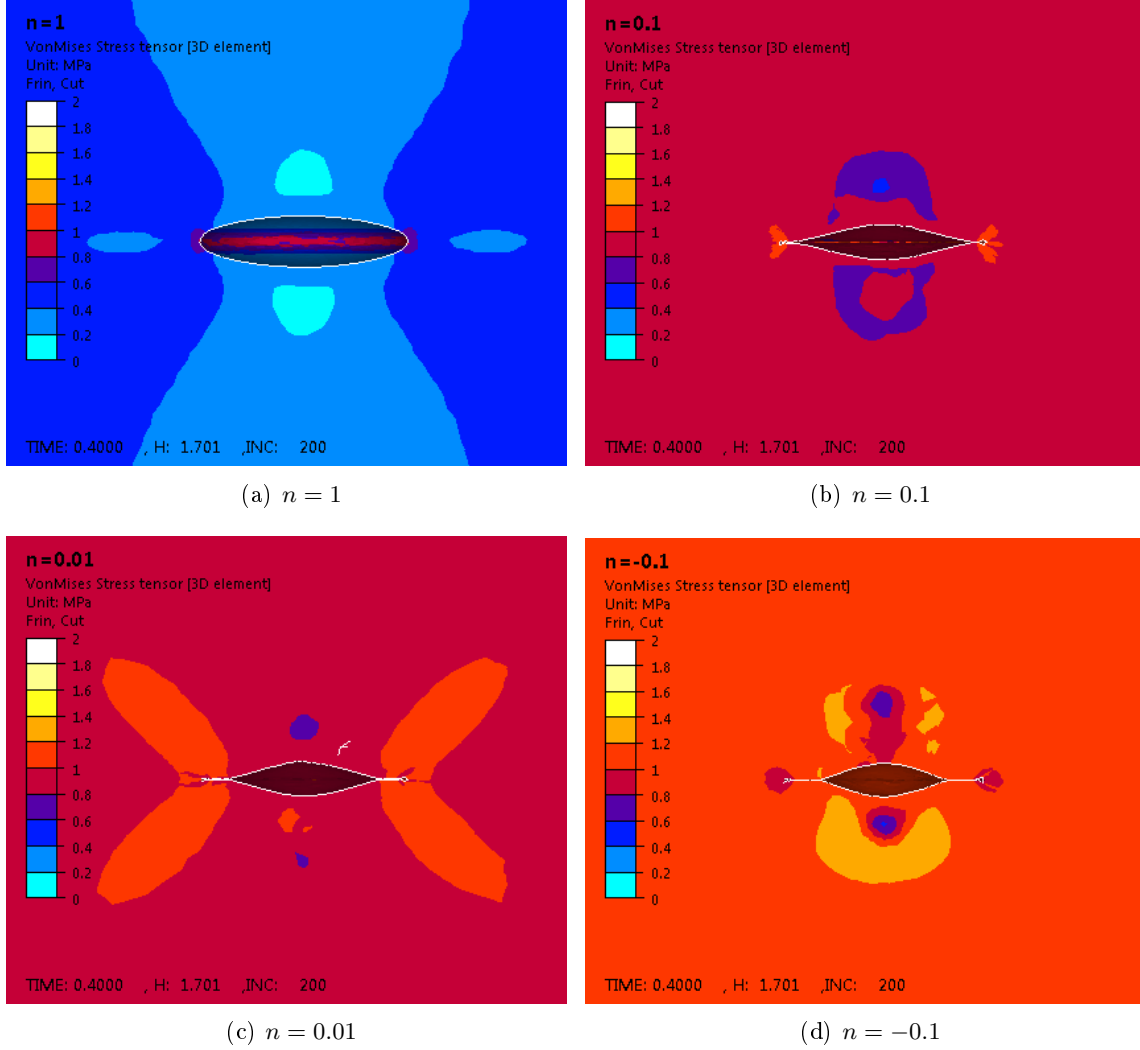 n=1
VonMises Stress tensor [3D element]
Unit: MPa
Frin, Cut
2
1.8
1.6
1.4
1.2
1
0.8
0.6
0.4
0.2
0
TIME: 0.4000 , H: 1.701 ,INC: 200
(a) n = 1
n=0.1
VonMises Stress tensor [3D element]
Unit: MPa
Frin, Cut
2
1.8
1.6
1.4
1.2
1
0.8
0.6
0.4
0.2
0
TIME: 0.4000 , H: 1.701 ,INC: 200
(b) n = 0.1
n=0.01
VonMises Stress tensor [3D element]
Unit: MPa
Frin, Cut
2
1.8
1.6
1.4
1.2
1
0.8
0.6
0.4
0.2
0
TIME: 0.4000 , H: 1.701 ,INC: 200
(c) n = 0.01
n=-0.1
VonMises Stress tensor [3D element]
Unit: MPa
Frin, Cut
2
1.8
1.6
1.4
1.2
1
0.8
0.6
0.4
0.2
0
TIME: 0.4000 , H: 1.701 ,INC: 200
(d) n = −0.1